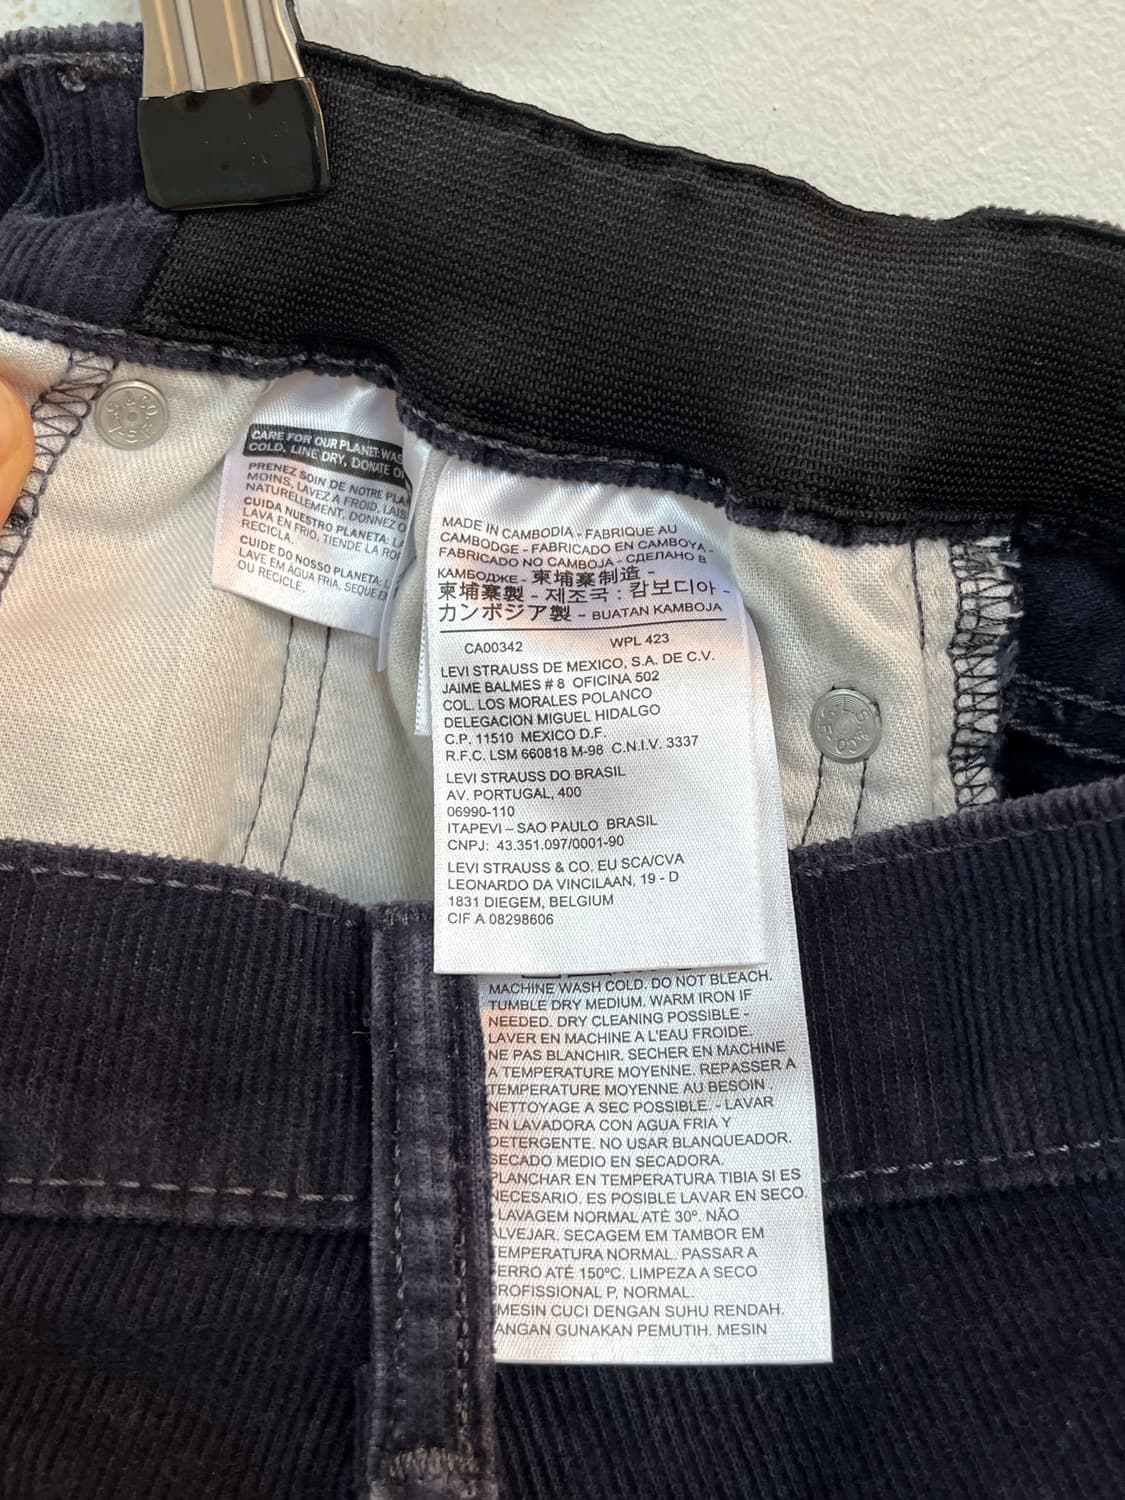 CARE FOR OUR PLANET: WAS
COLD, LINE DRY, DONATE O
PRENEZ SOIN DE NOTRE PLA
MOINS, LAVEZ A FROID, LAIS
NATURELLEMENT, DONNEZ O
CUIDA NUESTRO PLANETA: LA
LAVA EN FRIO, TIENDE LA RO
RECICLA.
CUIDE DO NOSSO PLANETA: L
LAVE EM ÁGUA FRIA, SEQUE E
OU RECICLE.
MADE IN CAMBODIA - FABRIQUE AU
CAMBODGE - FABRICADO EN CAMBOYA -
FABRICADO NO CAMBOJA - СДЕЛАНО В
КАМБОДЖЕ - 柬埔寨制造 -
柬埔寨製 - 제조국 : 캄보디아 -
カンボジア製 - BUATAN KAMBOJA
CA00342 WPL 423
LEVI STRAUSS DE MEXICO, S.A. DE C.V.
JAIME BALMES # 8 OFICINA 502
COL. LOS MORALES POLANCO
DELEGACION MIGUEL HIDALGO
C.P. 11510 MEXICO D.F.
R.F.C. LSM 660818 M-98 C.N.I.V. 3337
LEVI STRAUSS DO BRASIL
AV. PORTUGAL, 400
06990-110
ITAPEVI – SAO PAULO BRASIL
CNPJ: 43.351.097/0001-90
LEVI STRAUSS & CO. EU SCA/CVA
LEONARDO DA VINCILAAN, 19 - D
1831 DIEGEM, BELGIUM
CIF A 08298606
MACHINE WASH COLD. DO NOT BLEACH.
TUMBLE DRY MEDIUM. WARM IRON IF
NEEDED. DRY CLEANING POSSIBLE -
LAVER EN MACHINE A L'EAU FROIDE.
NE PAS BLANCHIR. SECHER EN MACHINE
A TEMPERATURE MOYENNE. REPASSER A
TEMPERATURE MOYENNE AU BESOIN.
NETTOYAGE A SEC POSSIBLE. - LAVAR
EN LAVADORA CON AGUA FRIA Y
DETERGENTE. NO USAR BLANQUEADOR.
SECADO MEDIO EN SECADORA.
LANCHAR EN TEMPERATURA TIBIA SI ES
NECESARIO. ES POSIBLE LAVAR EN SECO.
LAVAGEM NORMAL ATÉ 30º. NÃO
ALVEJAR. SECAGEM EM TAMBOR EM
EMPERATURA NORMAL. PASSAR A
ERRO ATÉ 150ºC. LIMPEZA A SECO
ROFISSIONAL P, NORMAL.
MESIN CUCI DENGAN SUHU RENDAH.
ANGAN GUNAKAN PEMUTIH. MESIN